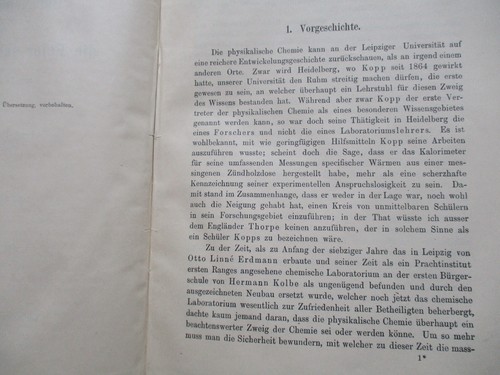 Übersetzung vorbehalten.
1. Vorgeschichte.
Die physikalische Chemie kann an der Leipziger Universität auf
eine reichere Entwickelungsgeschichte zurückschauen, als an irgend einem
anderen Orte. Zwar wird Heidelberg, wo Kopp seit 1864 gewirkt
hatte, unserer Universität den Ruhm streitig machen dürfen, die erste
gewesen zu sein, an welcher überhaupt ein Lehrstuhl für diesen Zweig
des Wissens bestanden hat. Während aber zwar Kopp der erste Ver-
treter der physikalischen Chemie als eines besonderen Wissensgebietes
genannt werden kann, so war doch seine Thätigkeit in Heidelberg die
eines Forschers und nicht die eines Laboratoriumslehrers. Es ist
wohlbekannt, mit wie geringfügigen Hilfsmitteln Kopp seine Arbeiten
auszuführen wusste; scheint doch die Sage, dass er das Kalorimeter
für seine umfassenden Messungen specifischer Wärmen aus einer mes-
singenen Zündholzdose hergestellt habe, mehr als eine scherzhafte
Kennzeichnung seiner experimentellen Anspruchslosigkeit zu sein. Da-
mit stand im Zusammenhange, dass er weder in der Lage war, noch wohl
auch die Neigung gehabt hat, einen Kreis von unmittelbaren Schülern
in sein Forschungsgebiet einzuführen; in der That wüsste ich ausser
dem Engländer Thorpe keinen anzuführen, der in solchem Sinne als
ein Schüler Kopps zu bezeichnen wäre.
Zu der Zeit, als zu Anfang der siebziger Jahre das in Leipzig von
Otto Linné Erdmann erbaute und seiner Zeit als ein Prachtinstitut
ersten Ranges angesehene chemische Laboratorium an der ersten Bürger-
schule von Hermann Kolbe als ungenügend befunden und durch den
ausgezeichneten Neubau ersetzt wurde, welcher noch jetzt das chemische
Laboratorium wesentlich zur Zufriedenheit aller Betheiligten beherbergt,
dachte kaum jemand daran, dass die physikalische Chemie überhaupt ein
beachtenswerter Zweig der Chemie sei oder werden könne. Um so mehr
muss man die Sicherheit bewundern, mit welcher zu dieser Zeit die mass-
1*